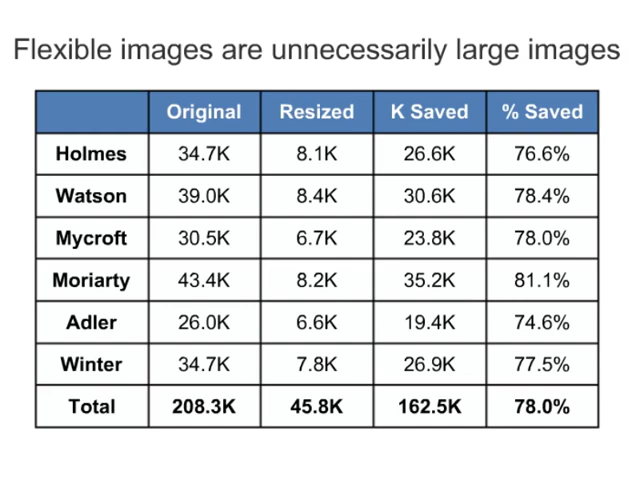 Flexible images are unnecessarily large images
Original Resized K Saved % Saved
Holmes 34.7K 8.1K 26.6K 76.6%
Watson 39.0K 8.4K 30.6K 78.4%
Mycroft 30.5K 6.7K 23.8K 78.0%
Moriarty 43.4K 8.2K 35.2K 81.1%
Adler 26.0K 6.6K 19.4K 74.6%
Winter 34.7K 7.8K 26.9K 77.5%
Total 208.3K 45.8K 162.5K 78.0%